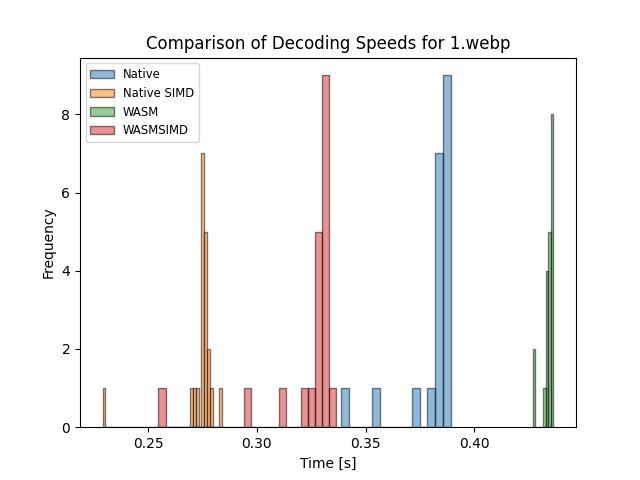 Comparison of Decoding Speeds for 1.webp
Native
Native SIMD
WASM
WASMSIMD
Frequency
8
6
4
2
0
0.25 0.30 0.35 0.40
Time [s]